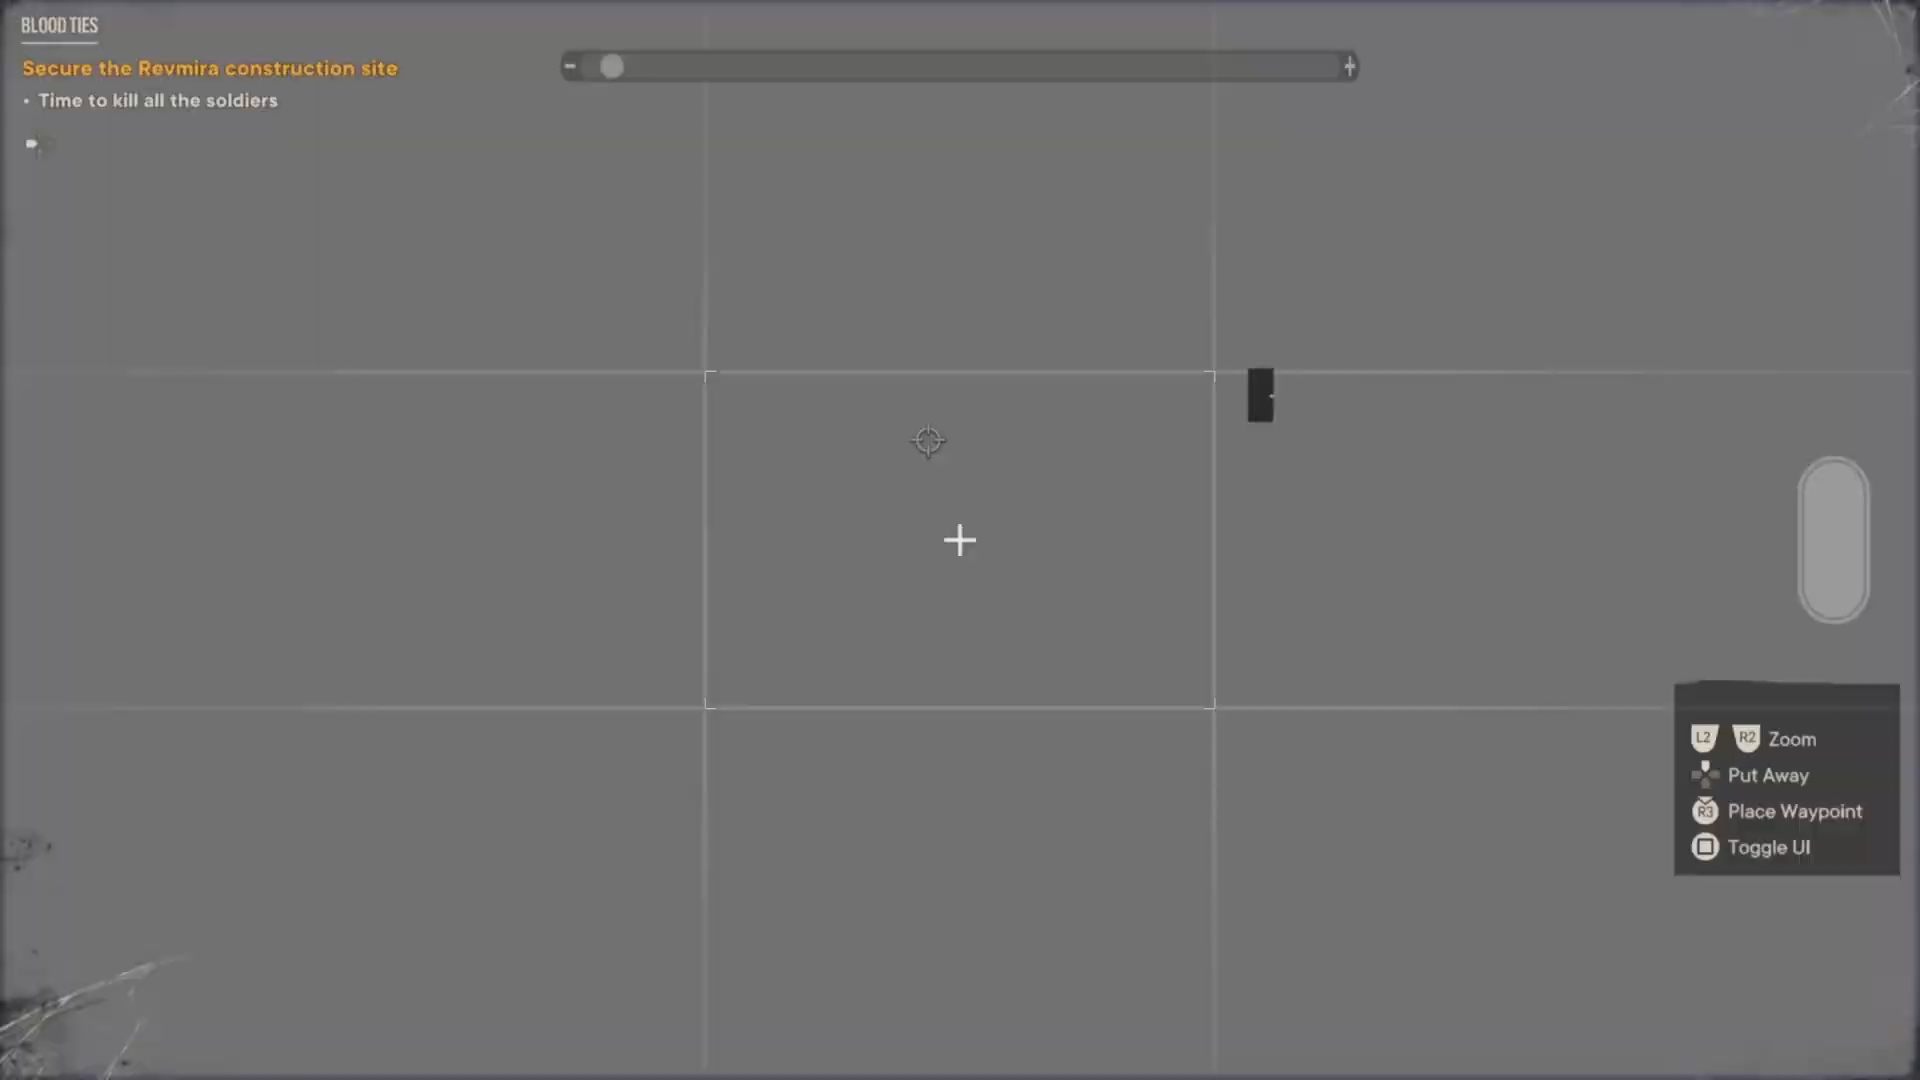 BLOOD TIES
Secure the Revmira construction site
• Time to kill all the soldiers
L2 R2 Zoom
Put Away
R3 Place Waypoint
Toggle UI